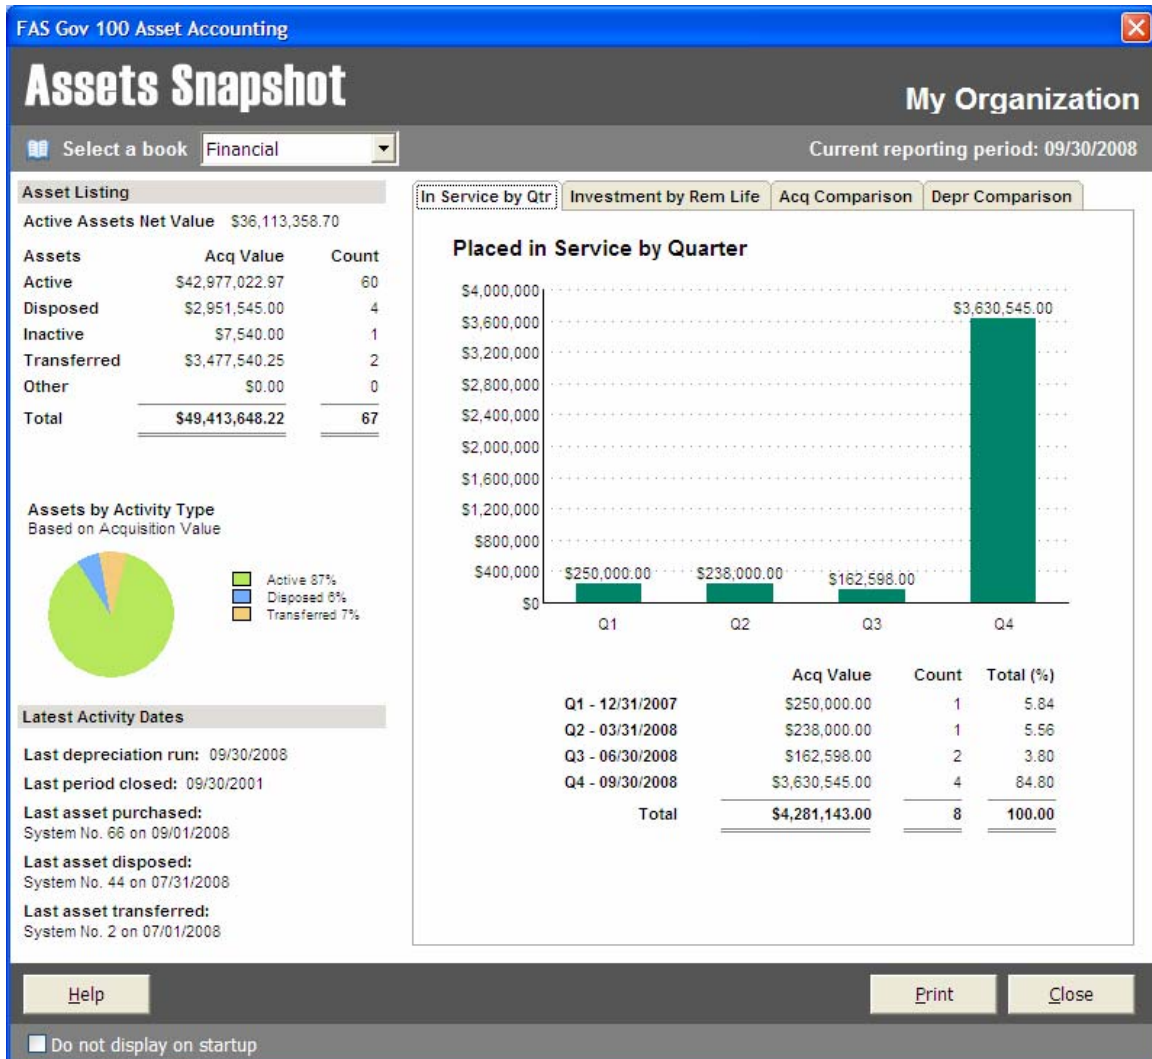 FAS Gov 100 Asset Accounting
Assets Snapshot
My Organization
Select a book Financial
Current reporting period: 09/30/2008
Asset Listing
Active Assets Net Value $36,113,358.70
Assets Acq Value Count
Active $42,977,022.97 60
Disposed $2,951,545.00 4
Inactive $7,540.00 1
Transferred $3,477,540.25 2
Other $0.00 0
Total $49,413,648.22 67
Assets by Activity Type
Based on Acquisition Value
Active 87%
Disposed 6%
Transferred 7%
Latest Activity Dates
Last depreciation run: 09/30/2008
Last period closed: 09/30/2001
Last asset purchased:
System No. 66 on 09/01/2008
Last asset disposed:
System No. 44 on 07/31/2008
Last asset transferred:
System No. 2 on 07/01/2008
In Service by Qtr Investment by Rem Life Acq Comparison Depr Comparison
Placed in Service by Quarter
$4,000,000
$3,600,000
$3,200,000
$2,800,000
$2,400,000
$2,000,000
$1,600,000
$1,200,000
$800,000
$400,000
$0
$250,000.00 $238,000.00 $162,598.00 $3,630,545.00
Q1 Q2 Q3 Q4
Acq Value Count Total (%)
Q1 - 12/31/2007 $250,000.00 1 5.84
Q2 - 03/31/2008 $238,000.00 1 5.56
Q3 - 06/30/2008 $162,598.00 2 3.80
Q4 - 09/30/2008 $3,630,545.00 4 84.80
Total $4,281,143.00 8 100.00
Help Print Close
Do not display on startup